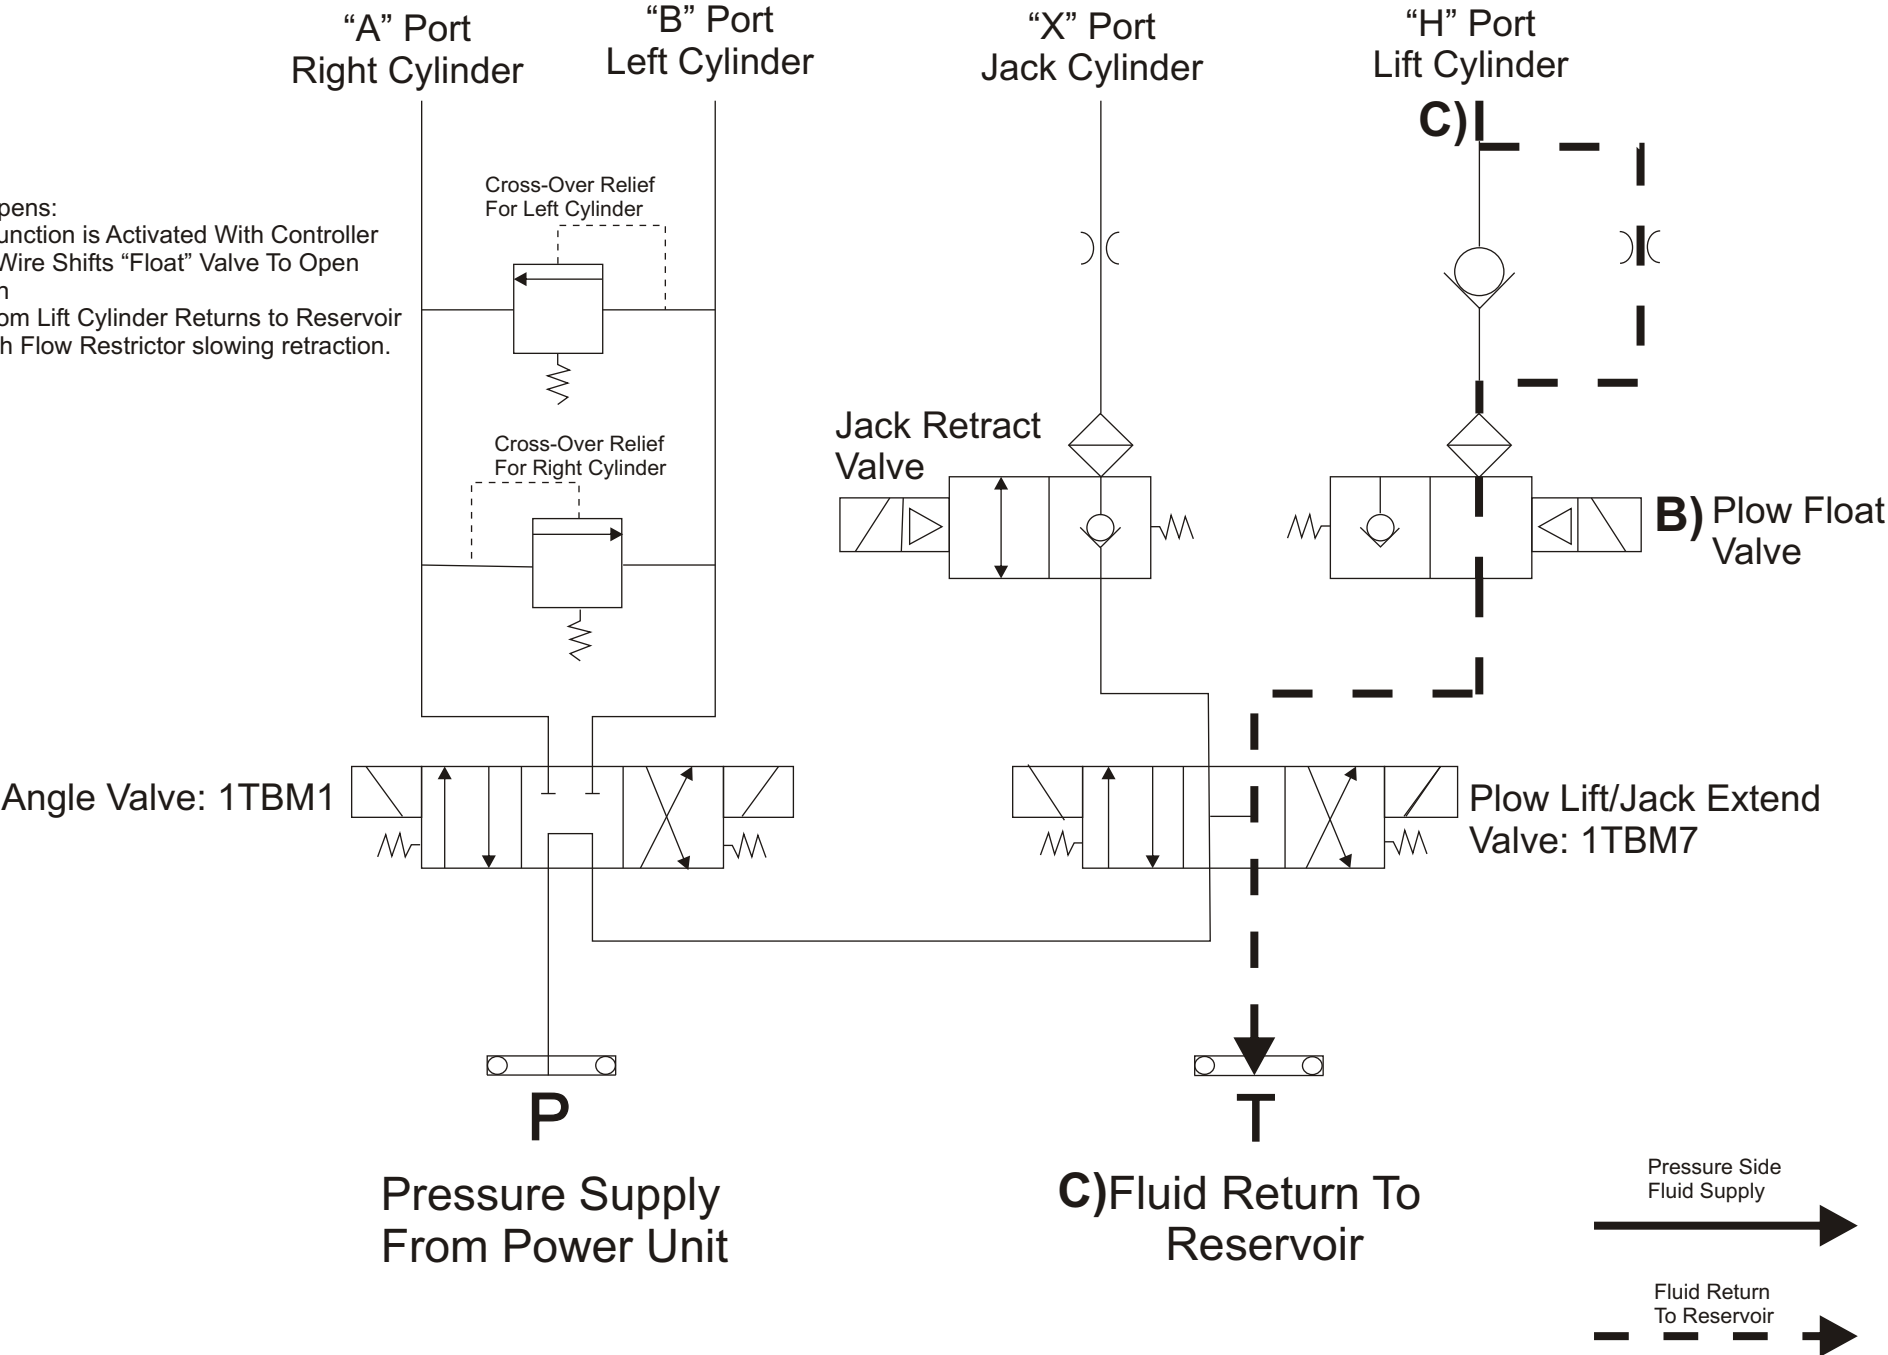 “A” Port
Right Cylinder
“B” Port
Left Cylinder
“X” Port
Jack Cylinder
“H” Port
Lift Cylinder
C)
Cross-Over Relief
For Left Cylinder
pens:
unction is Activated With Controller
Wire Shifts “Float” Valve To Open
n
om Lift Cylinder Returns to Reservoir
h Flow Restrictor slowing retraction.
Cross-Over Relief
For Right Cylinder
Jack Retract
Valve
B) Plow Float
Valve
Angle Valve: 1TBM1
Plow Lift/Jack Extend
Valve: 1TBM7
P
T
Pressure Supply
From Power Unit
C)Fluid Return To
Reservoir
Pressure Side
Fluid Supply
Fluid Return
To Reservoir